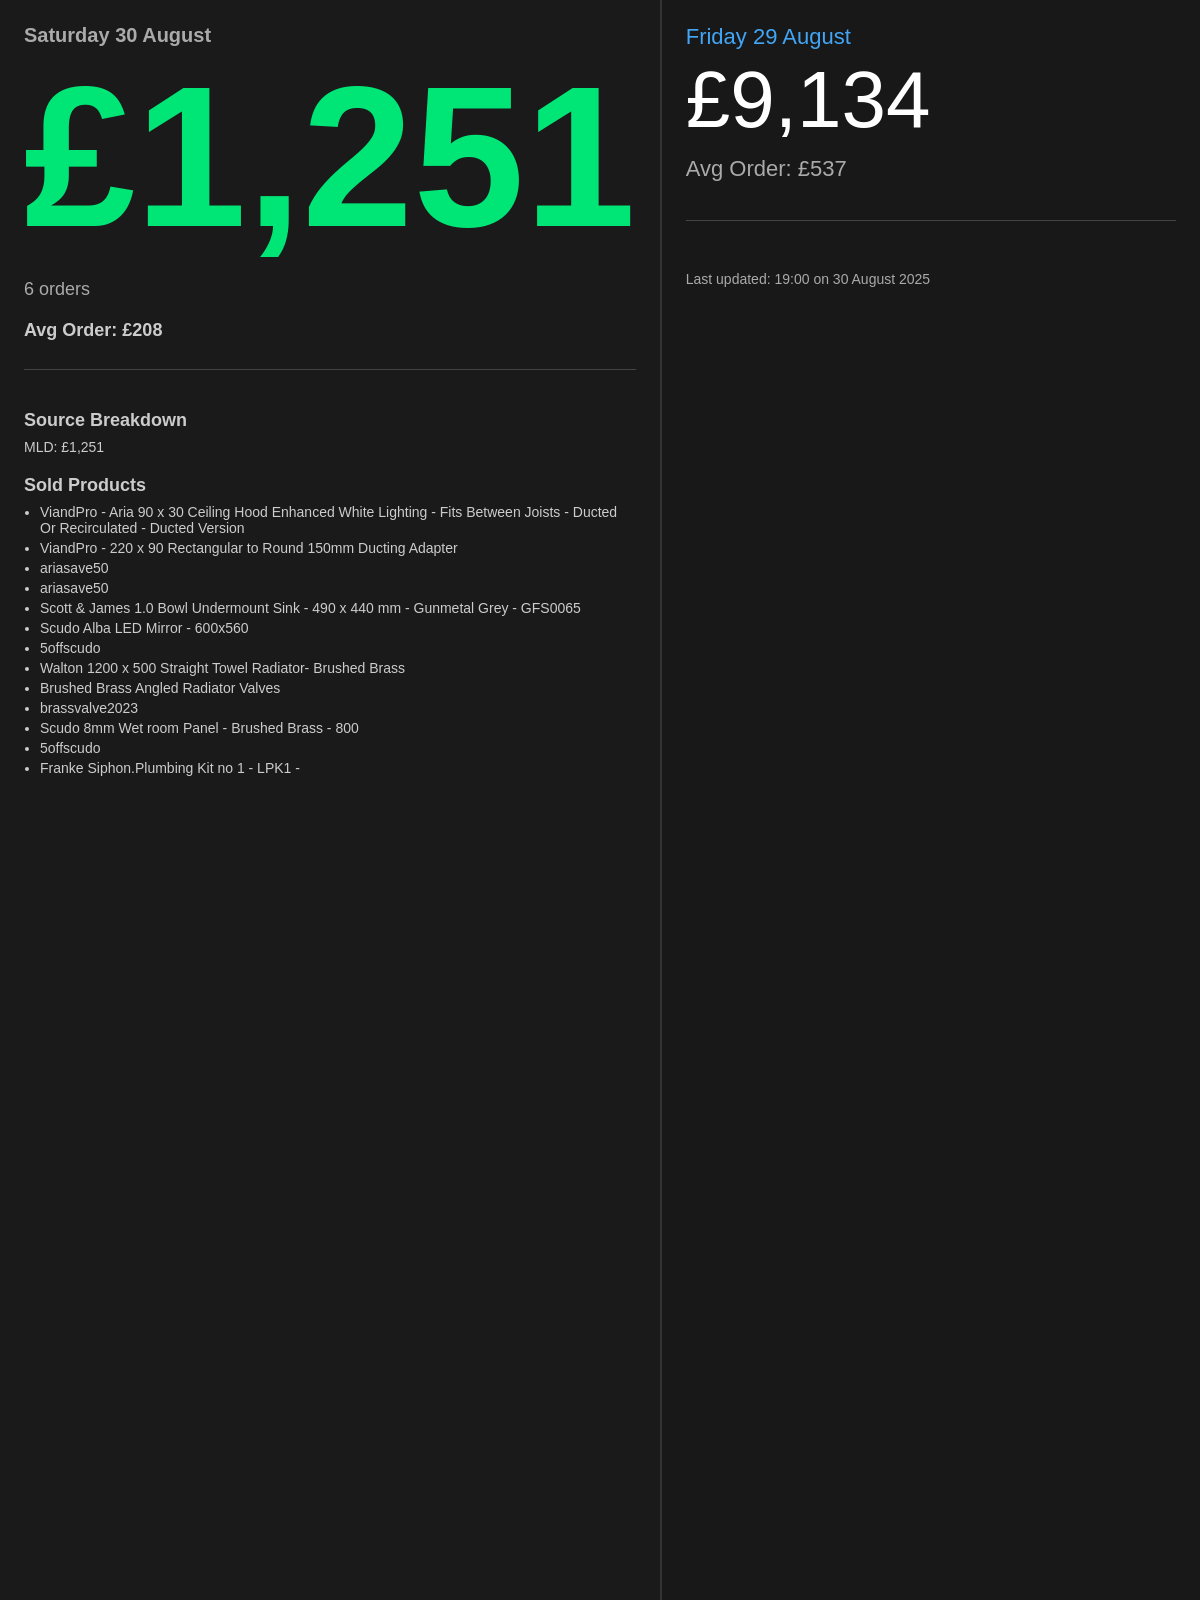 Saturday 30 August
£1,251
6 orders
Avg Order: £208
Source Breakdown
MLD: £1,251
Sold Products
ViandPro - Aria 90 x 30 Ceiling Hood Enhanced White Lighting - Fits Between Joists - Ducted
Or Recirculated - Ducted Version
ViandPro - 220 x 90 Rectangular to Round 150mm Ducting Adapter
ariasave50
ariasave50
Scott & James 1.0 Bowl Undermount Sink - 490 x 440 mm - Gunmetal Grey - GFS0065
Scudo Alba LED Mirror - 600x560
5offscudo
Walton 1200 x 500 Straight Towel Radiator- Brushed Brass
Brushed Brass Angled Radiator Valves
brassvalve2023
Scudo 8mm Wet room Panel - Brushed Brass - 800
5offscudo
Franke Siphon.Plumbing Kit no 1 - LPK1 -
Friday 29 August
£9,134
Avg Order: £537
Last updated: 19:00 on 30 August 2025